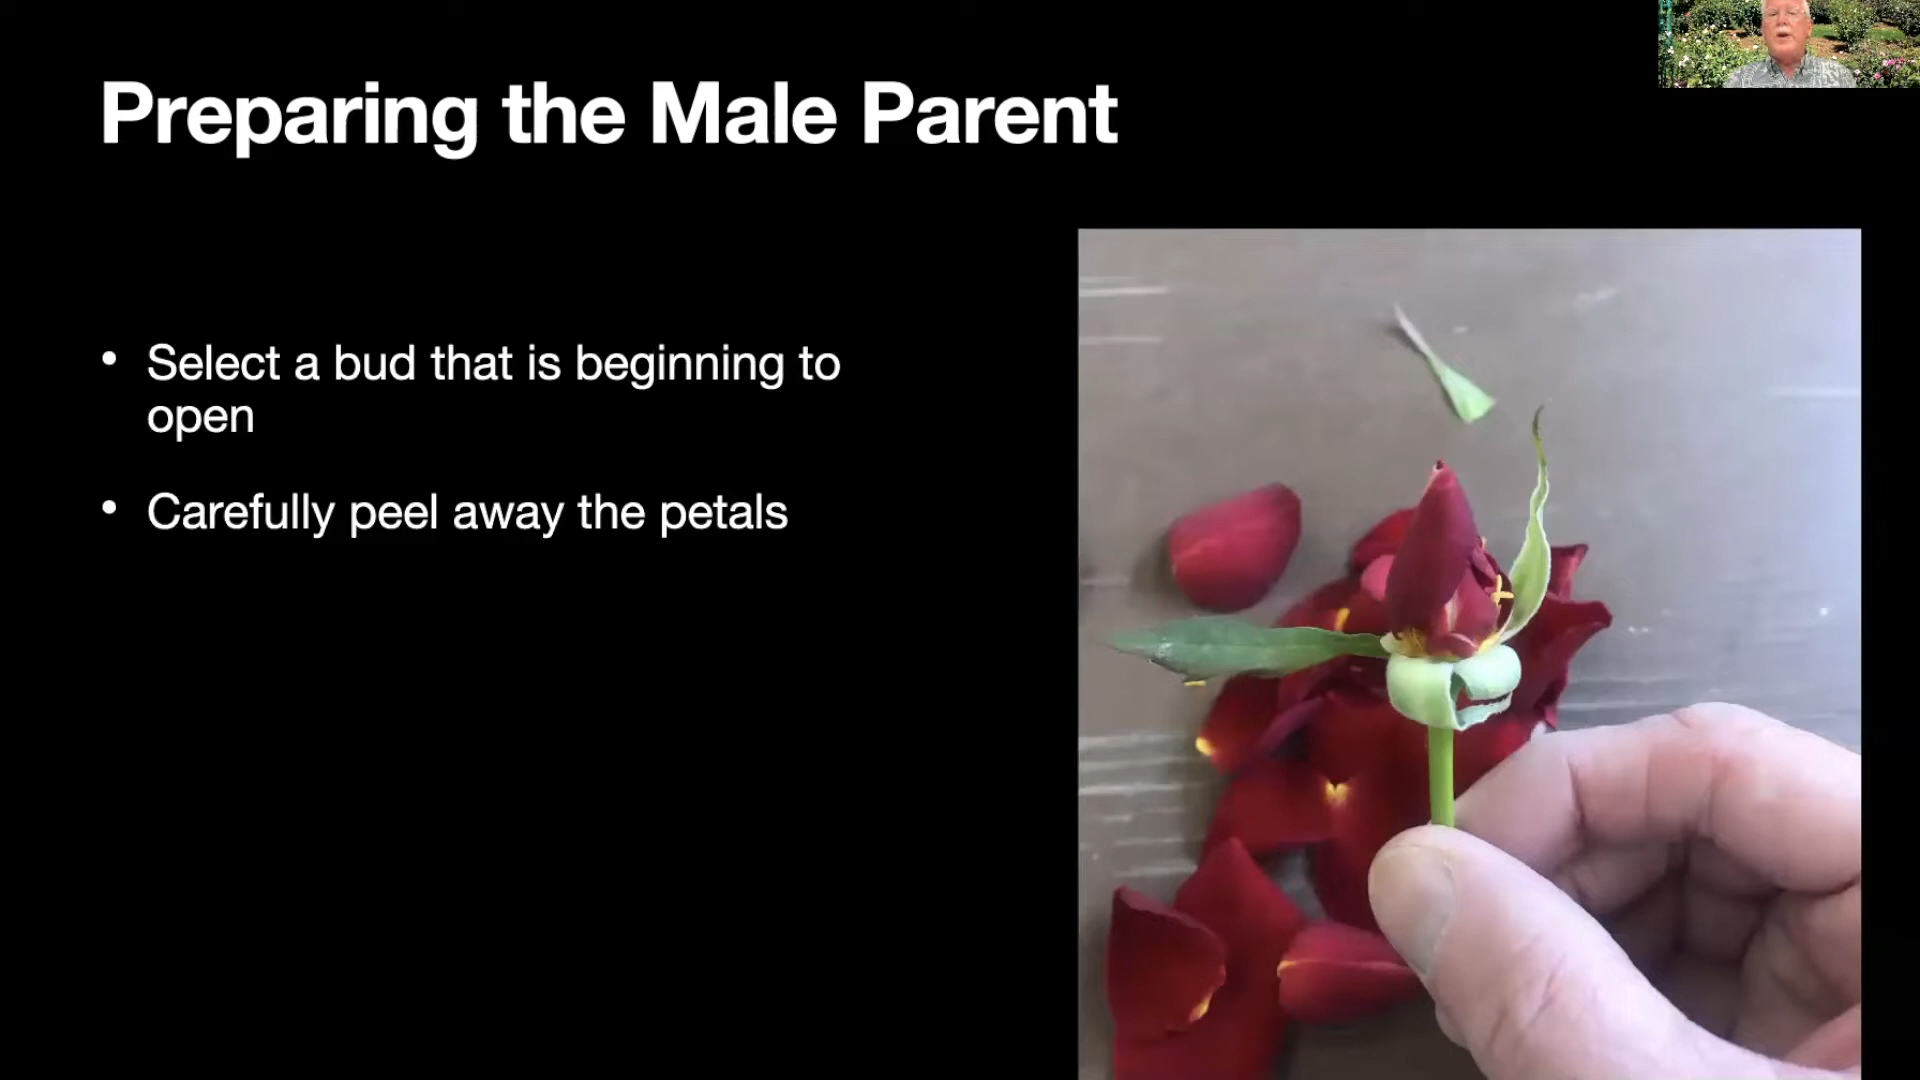 Preparing the Male Parent
• Select a bud that is beginning to
open
• Carefully peel away the petals